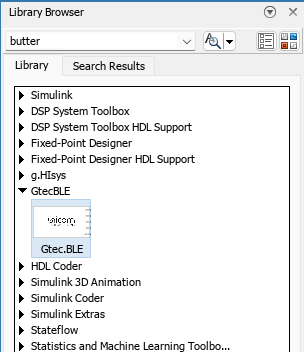 Library Browser
butter
Library
Search Results
Simulink
DSP System Toolbox
DSP System Toolbox HDL Support
Fixed-Point Designer
Fixed-Point Designer HDL Support
g.HIsys
GtecBLE
unicorn
Gtec.BLE
HDL Coder
Simulink 3D Animation
Simulink Coder
Simulink Extras
Stateflow
Statistics and Machine Learning Toolbo...